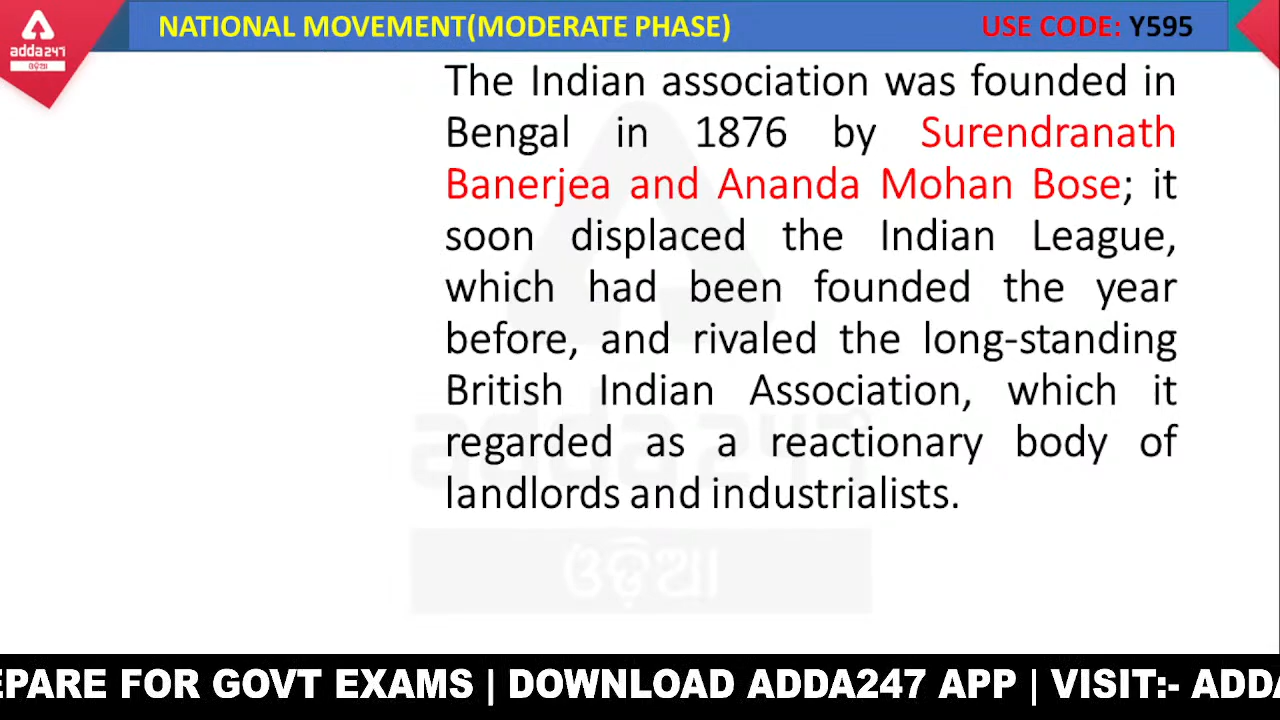 NATIONAL MOVEMENT(MODERATE PHASE)
USE CODE: Y595
adda247
ଓଡ଼ିଆ
The Indian association was founded in
Bengal in 1876 by Surendranath
Banerjea and Ananda Mohan Bose; it
soon displaced the Indian League,
which had been founded the year
before, and rivaled the long-standing
British Indian Association, which it
regarded as a reactionary body of
landlords and industrialists.
adda247
ଓଡ଼ିଆ
EPARE FOR GOVT EXAMS | DOWNLOAD ADDA247 APP | VISIT:- ADDA